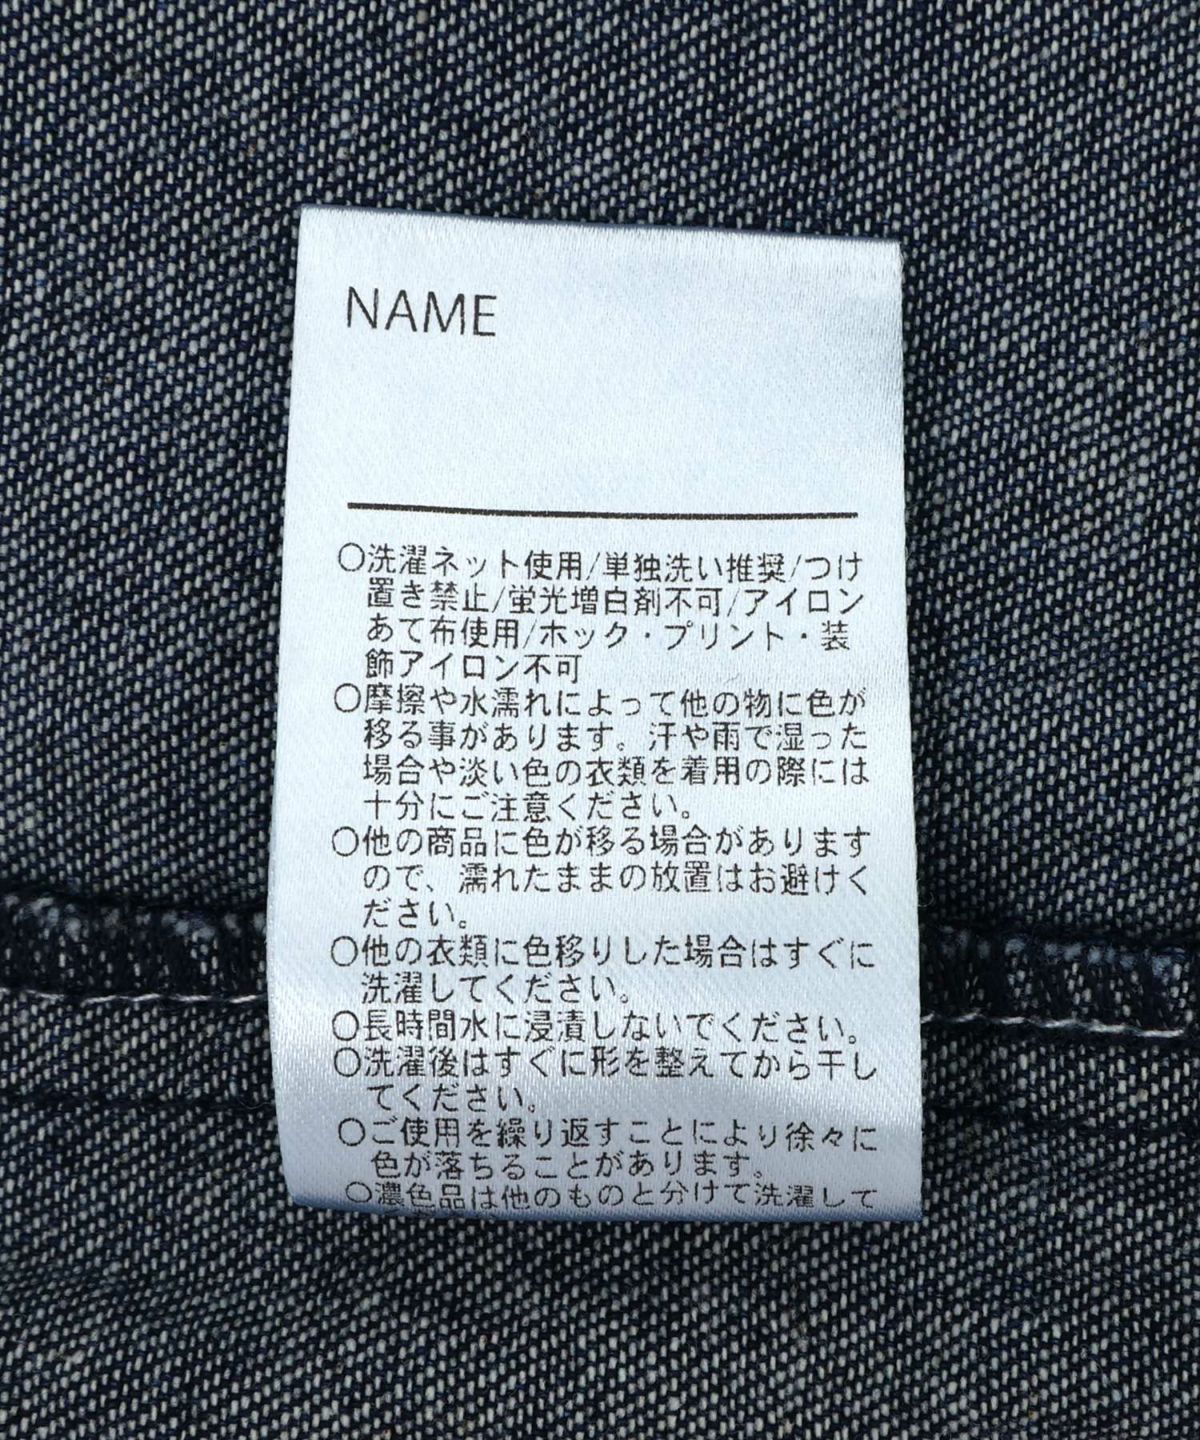 NAME
○洗濯ネット使用/単独洗い推奨/つけ
置き禁止/蛍光増白剤不可/アイロン
あて布使用/ホック・プリント・装
飾アイロン不可
○摩擦や水濡れによって他の物に色が
移る事があります。汗や雨で湿った
場合や淡い色の衣類を着用の際には
十分にご注意ください。
○他の商品に色が移る場合があります
ので、濡れたままの放置はお避けく
ださい。
○他の衣類に色移りした場合はすぐに
洗濯してください。
○長時間水に浸漬しないでください。
○洗濯後はすぐに形を整えてから干し
てください。
○ご使用を繰り返すことにより徐々に
色が落ちることがあります。
○濃色品は他のものと分けて洗濯して